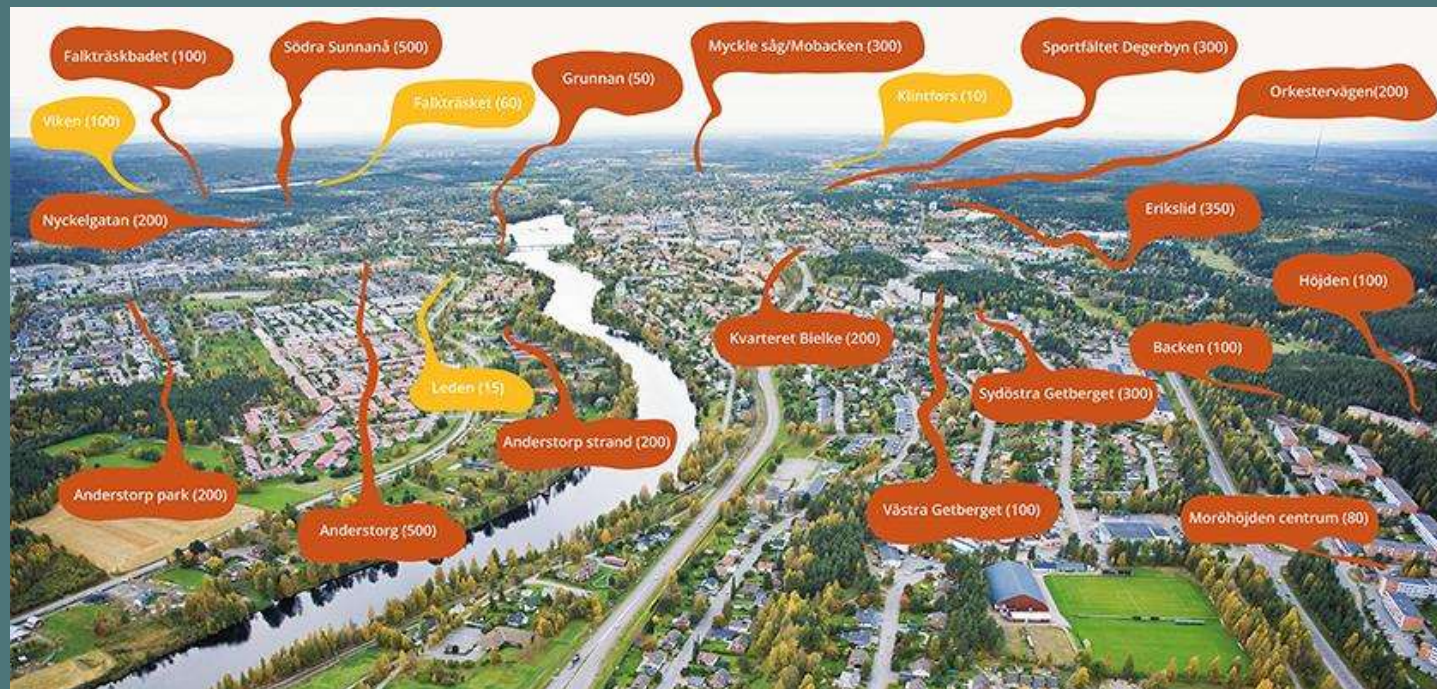 Falkträskbadet (100)
Södra Sunnanå (500)
Myckle såg/Mobacken (300)
Sportfältet Degerbyn (300)
Grunnan (50)
Orkestervägen(200)
Falkträsket (60)
Klintfors (10)
Viken (100)
Nyckelgatan (200)
Erikslid (350)
Höjden (100)
Kvarteret Bielke (200)
Backen (100)
Leden (15)
Sydöstra Getberget (300)
Anderstorp strand (200)
Anderstorp park (200)
Anderstorg (500)
Västra Getberget (100)
Moröhöjden centrum (80)